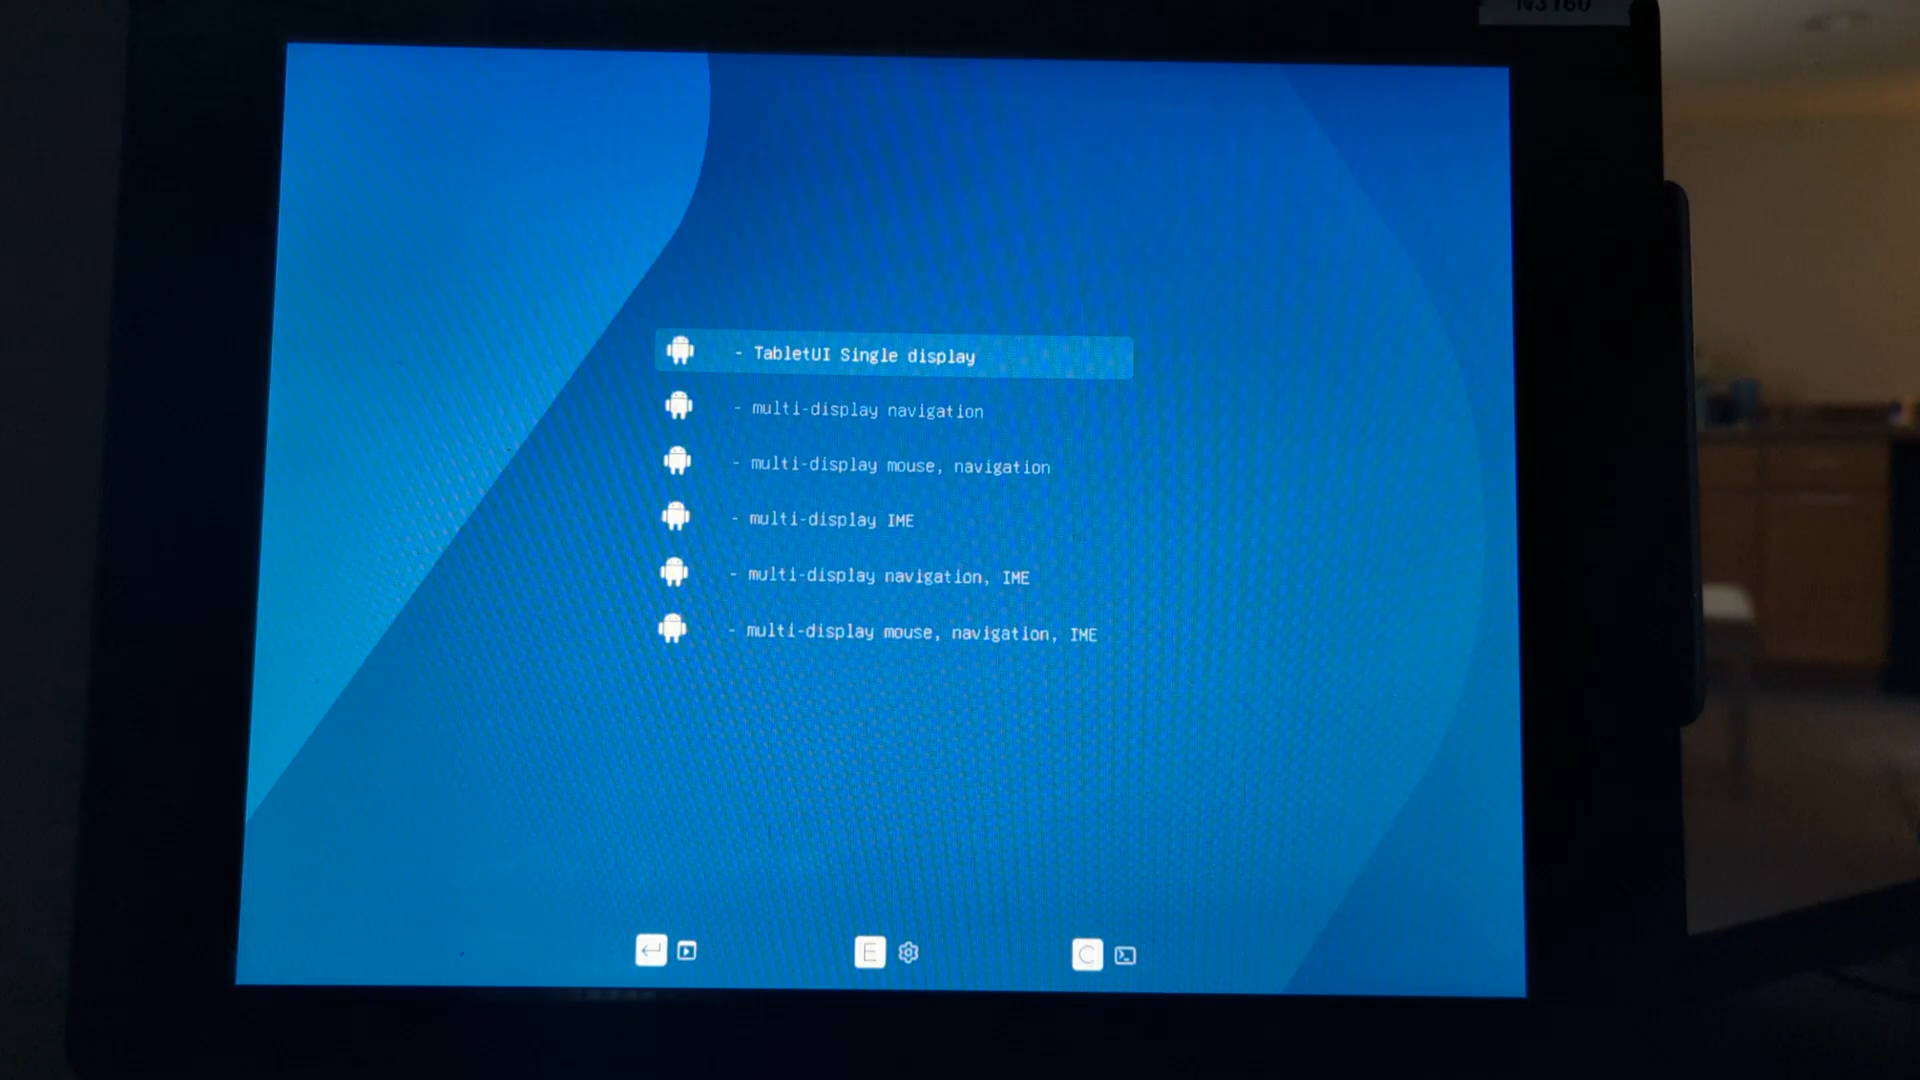 N3160
- TabletUI Single display
- multi-display navigation
- multi-display mouse, navigation
- multi-display IME
- multi-display navigation, IME
- multi-display mouse, navigation, IME
E
C